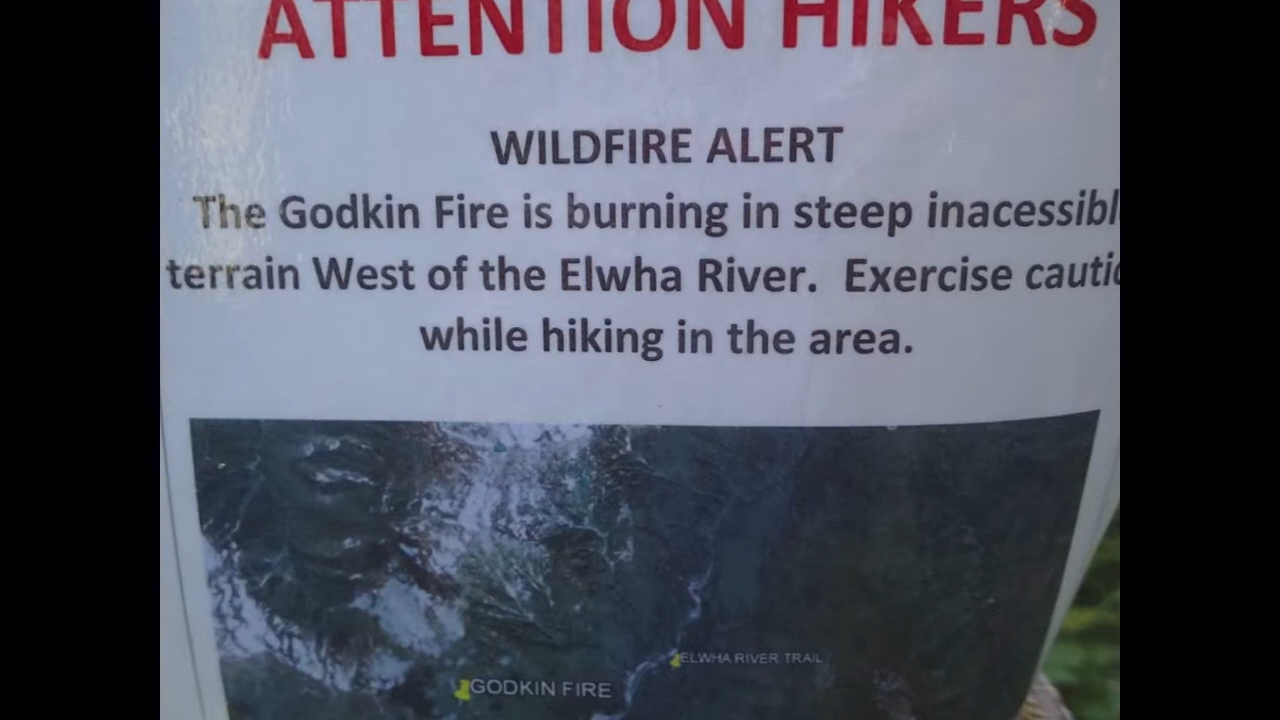 ATTENTION HIKERS
WILDFIRE ALERT
The Godkin Fire is burning in steep inacessibl
terrain West of the Elwha River. Exercise cautio
while hiking in the area.
ELWHA RIVER TRAIL
GODKIN FIRE